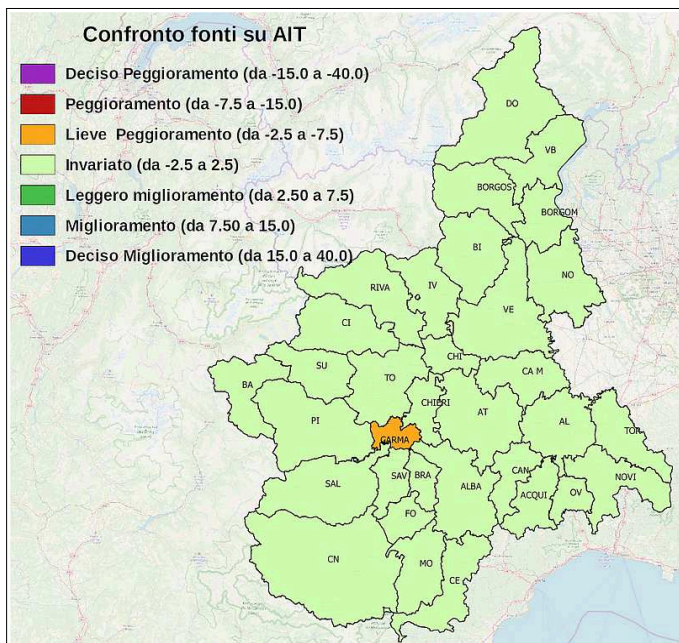 Confronto fonti su AIT
Deciso Peggioramento (da -15.0 a -40.0)
Peggioramento (da -7.5 a -15.0)
Lieve Peggioramento (da -2.5 a -7.5)
Invariato (da -2.5 a 2.5)
Leggero miglioramento (da 2.50 a 7.5)
Miglioramento (da 7.50 a 15.0)
Deciso Miglioramento (da 15.0 a 40.0)
DO
VB
BORGOS
BORGOM
BI
NO
RIVA
IV
VE
CI
CHI
SU
TO
CA M
BA
CHIERI
PI
AT
AL
TOR
CARMA
SAL
SAV
BRA
ALBA
CAN
NOVI
ACQUI
OV
FO
CN
MO
CE